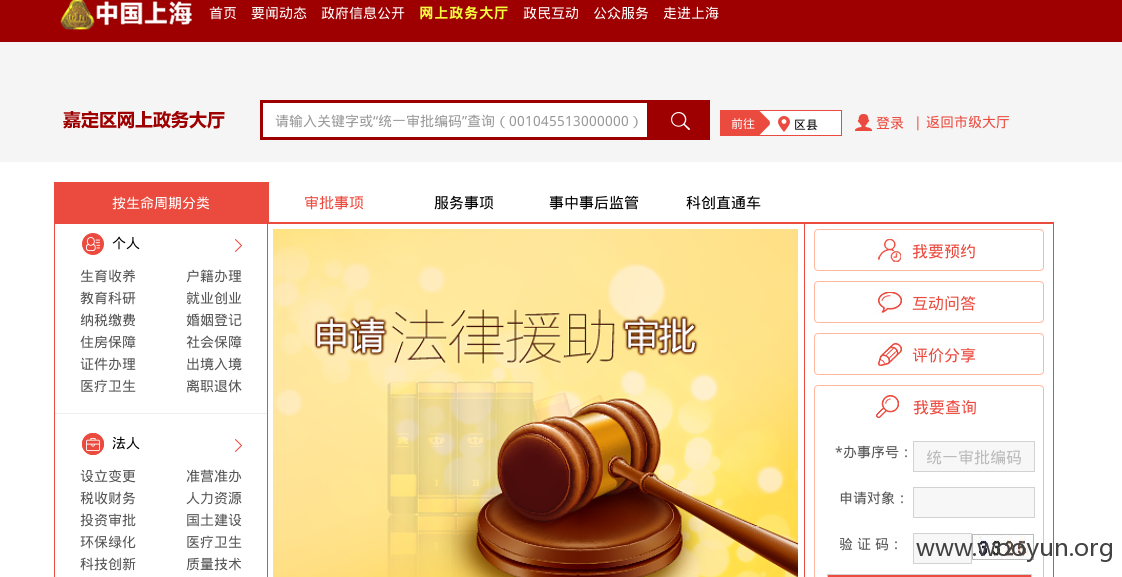 中国上海 首页 要闻动态 政府信息公开 网上政务大厅 政民互动 公众服务 走进上海
嘉定区网上政务大厅 请输入关键字或“统一审批编码”查询（001045513000000） 前往 区县 登录 | 返回市级大厅
按生命周期分类 审批事项 服务事项 事中事后监管 科创直通车
个人
生育收养 户籍办理
教育科研 就业创业
纳税缴费 婚姻登记
住房保障 社会保障
证件办理 出境入境
医疗卫生 离职退休
法人
设立变更 准营准办
税收财务 人力资源
投资审批 国土建设
环保绿化 医疗卫生
科技创新 质量技术
申请法律援助审批
我要预约
互动问答
评价分享
我要查询
*办事序号： 统一审批编码
申请对象：
验 证 码： 3325
www.wooyun.org